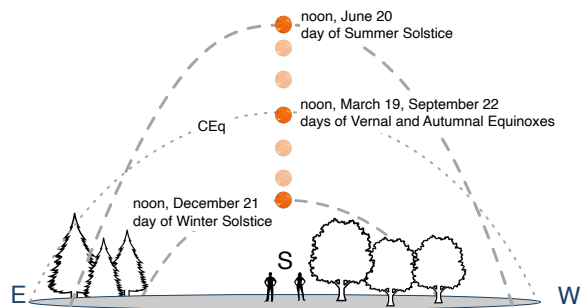 noon, June 20
day of Summer Solstice
noon, March 19, September 22
days of Vernal and Autumnal Equinoxes
CEq
noon, December 21
day of Winter Solstice
S
E
W